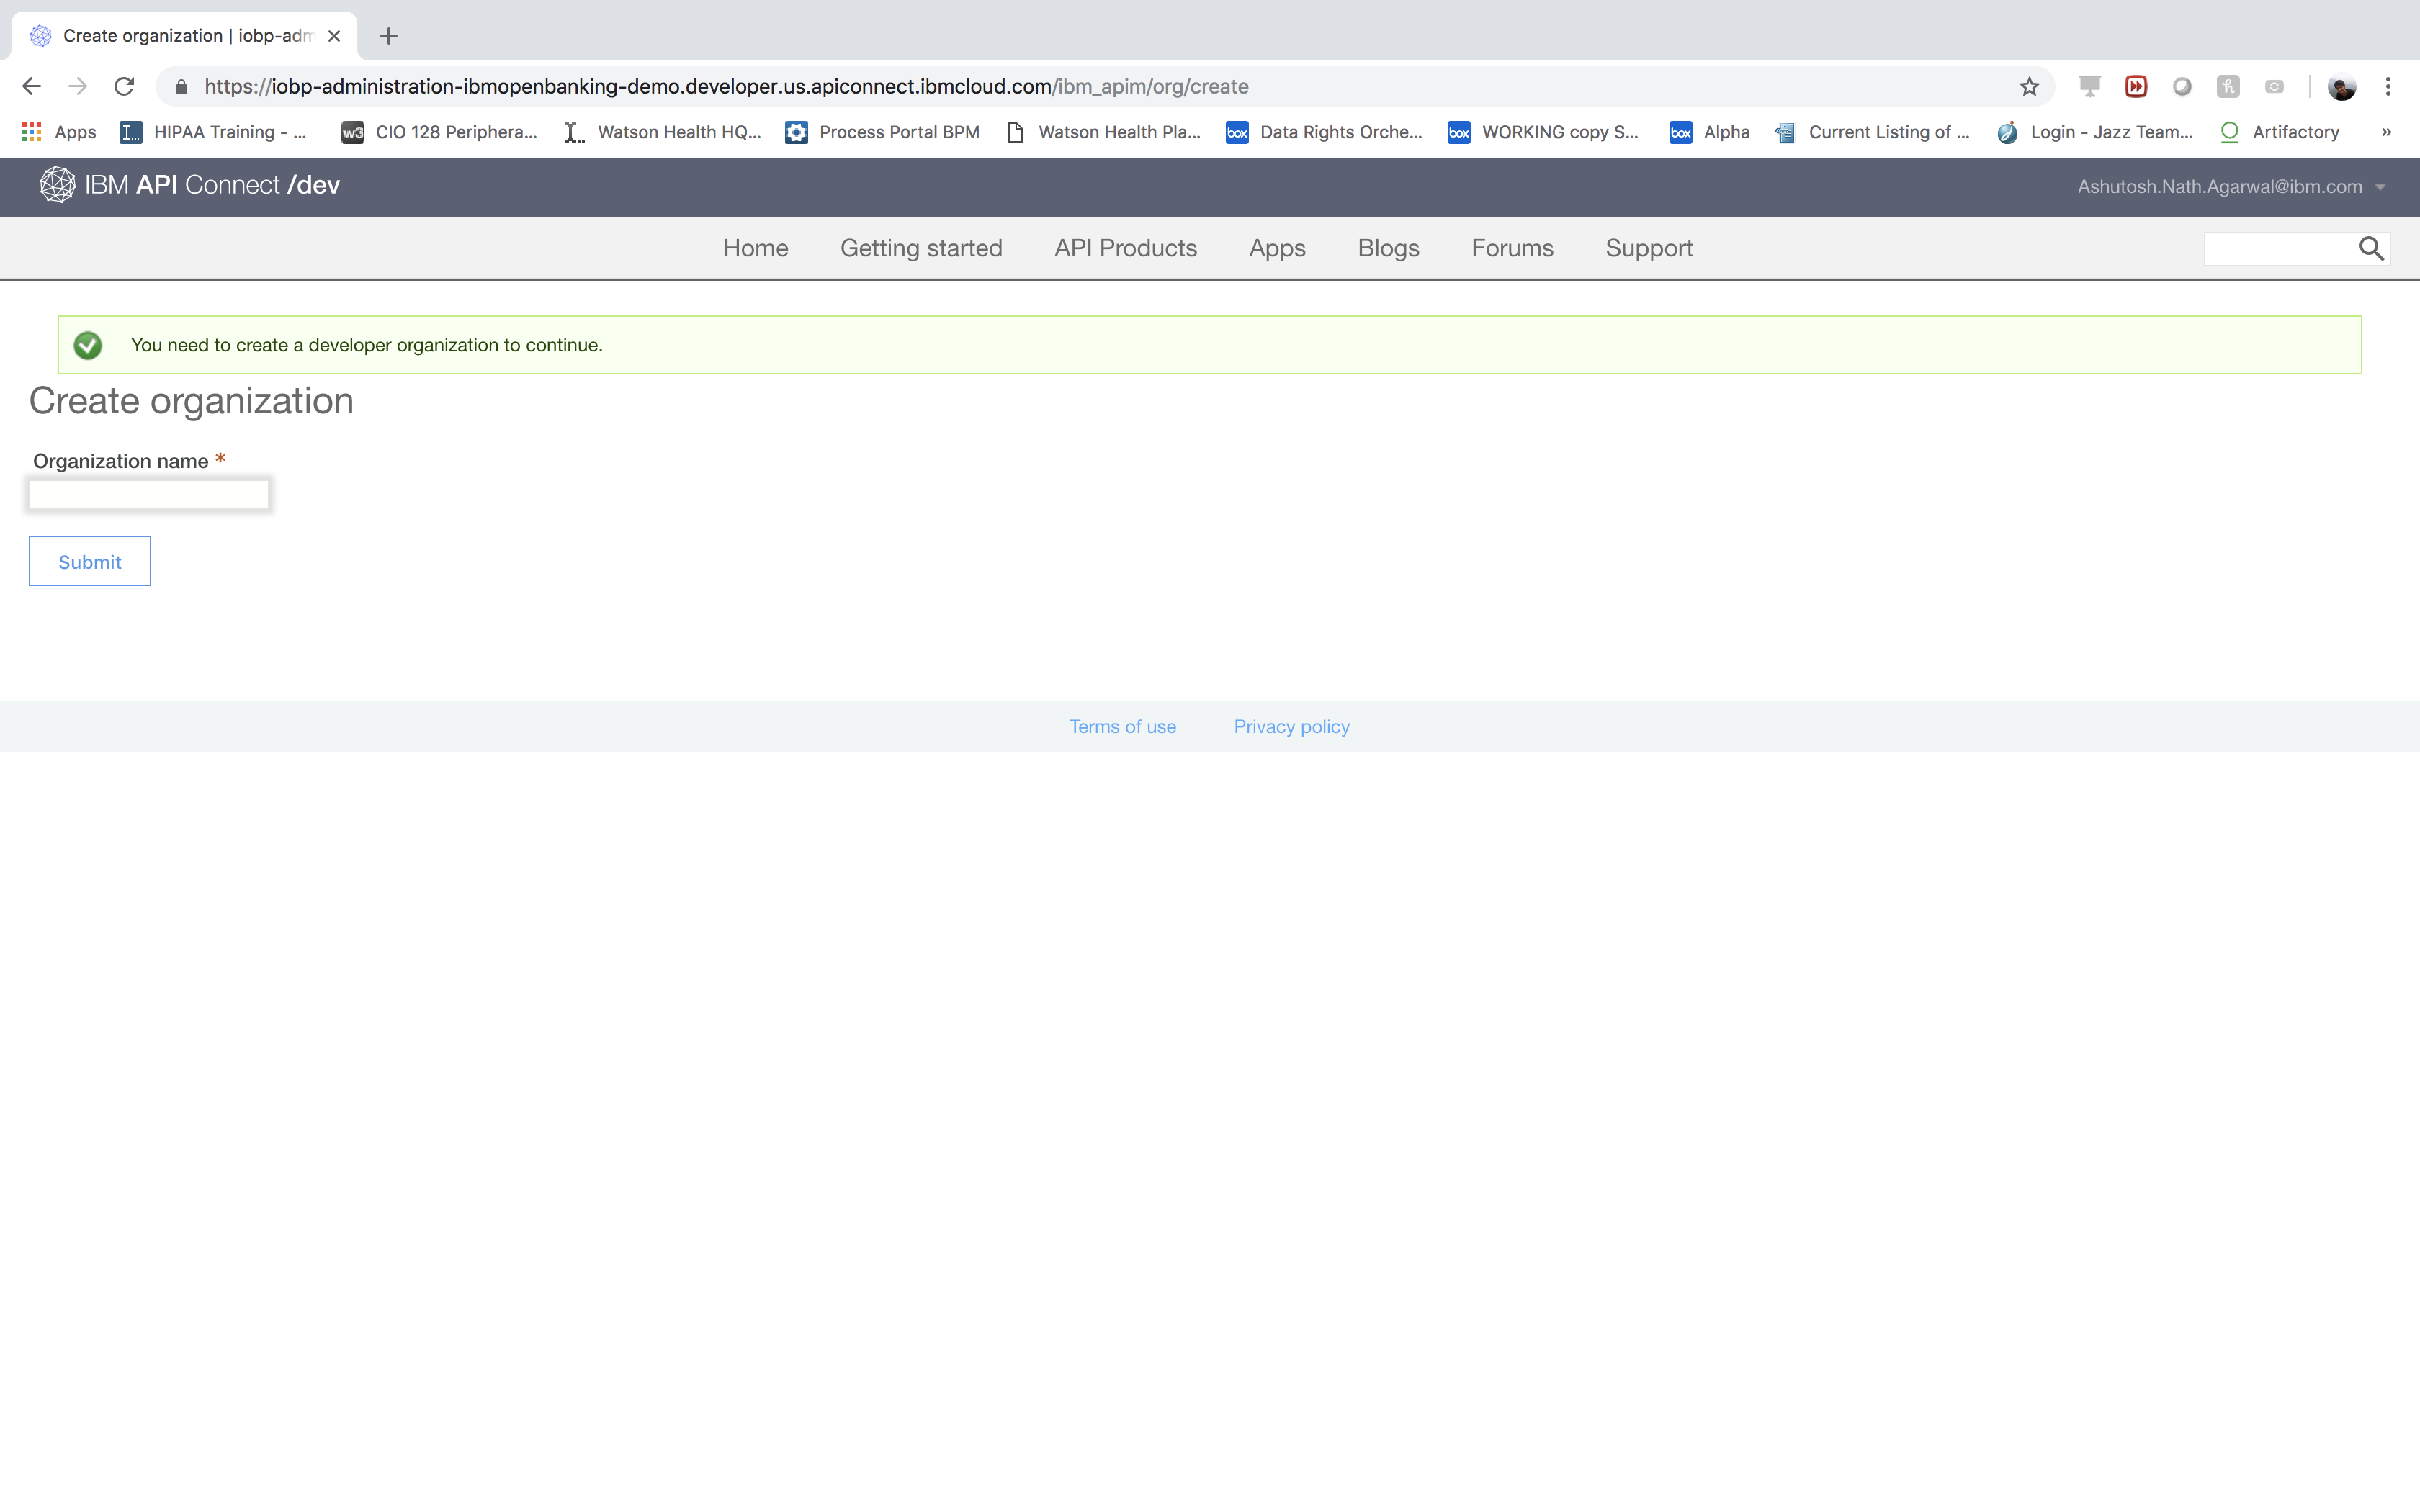 Create organization | iobp-adm
https://iobp-administration-ibmopenbanking-demo.developer.us.apiconnect.ibmcloud.com/ibm_apim/org/create
Apps HIPAA Training - ... w3 CIO 128 Periphera... Watson Health HQ... Process Portal BPM Watson Health Pla... box Data Rights Orche... box WORKING copy S... box Alpha Current Listing of ... Login - Jazz Team... Artifactory »
IBM API Connect /dev Ashutosh.Nath.Agarwal@ibm.com
Home Getting started API Products Apps Blogs Forums Support
You need to create a developer organization to continue.
Create organization
Organization name *
Submit
Terms of use Privacy policy